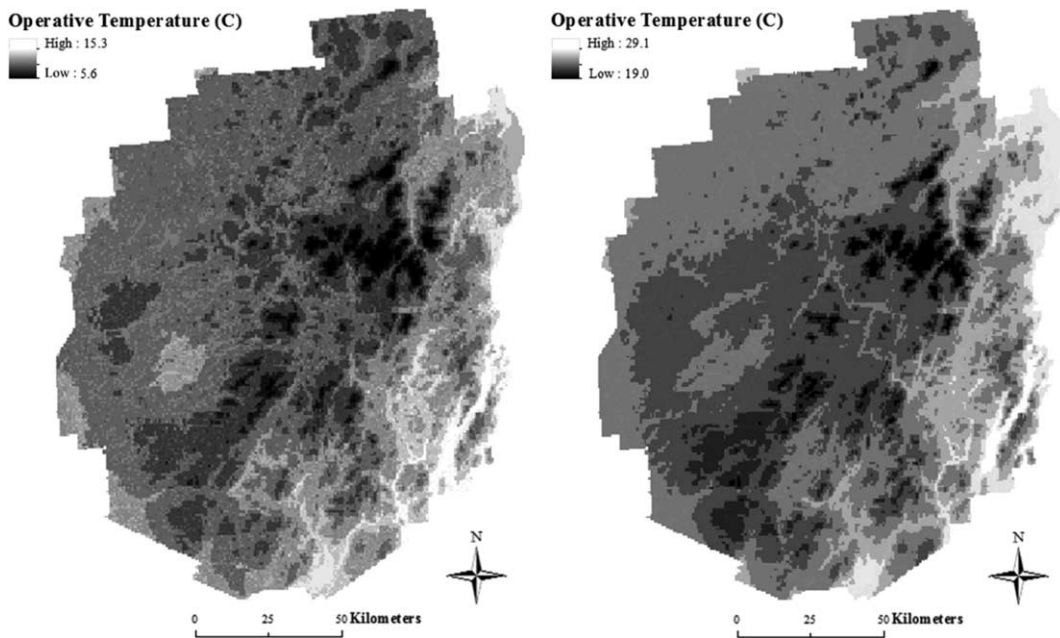 Operative Temperature (C)
High : 15.3
Low : 5.6
N
0 25 50 Kilometers
Operative Temperature (C)
High : 29.1
Low : 19.0
N
0 25 50 Kilometers